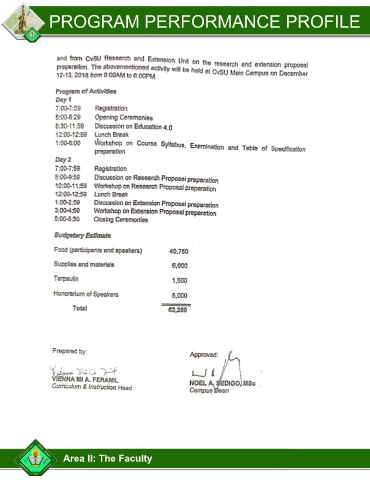 PROGRAM PERFORMANCE PROFILE
and from CvSU Research and Extension Unit on the research and extension proposal
preparation. The abovementioned activity will be held at CvSU Main Campus on December
12-13, 2018 from 8:00AM to 6:00PM.
Program of Activities
Day 1
7:00-7:59 Registration
8:00-8:29 Opening Ceremonies
8:30-11:59 Discussion on Education 4.0
12:00-12:59 Lunch Break
1:00-6:00 Workshop on Course Syllabus, Examination and Table of Specification
preparation
Day 2
7:00-7:59 Registration
8:00-9:59 Discussion on Research Proposal preparation
10:00-11:59 Workshop on Research Proposal preparation
12:00-12:59 Lunch Break
1:00-2:59 Discussion on Extension Proposal preparation
3:00-4:59 Workshop on Extension Proposal preparation
5:00-5:30 Closing Ceremonies
Budgetary Estimate
Food (participants and speakers) 49,750
Supplies and materials 6,000
Tarpaulin 1,500
Honorarium of Speakers 5,000
Total 62,250
Prepared by:
Approved:
VIENNA MI A. FERANIL
Curriculum & Instruction Head
NOEL A. SEDIGO, MSc
Campus Dean
Area II: The Faculty